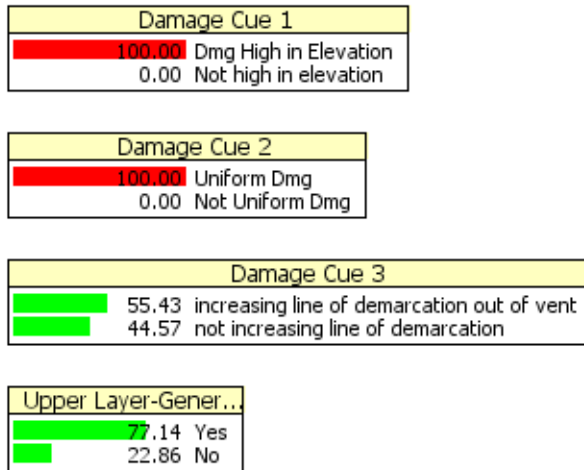 Damage Cue 1
100.00 Dmg High in Elevation
0.00 Not high in elevation
Damage Cue 2
100.00 Uniform Dmg
0.00 Not Uniform Dmg
Damage Cue 3
55.43 increasing line of demarcation out of vent
44.57 not increasing line of demarcation
Upper Layer-Gener...
77.14 Yes
22.86 No